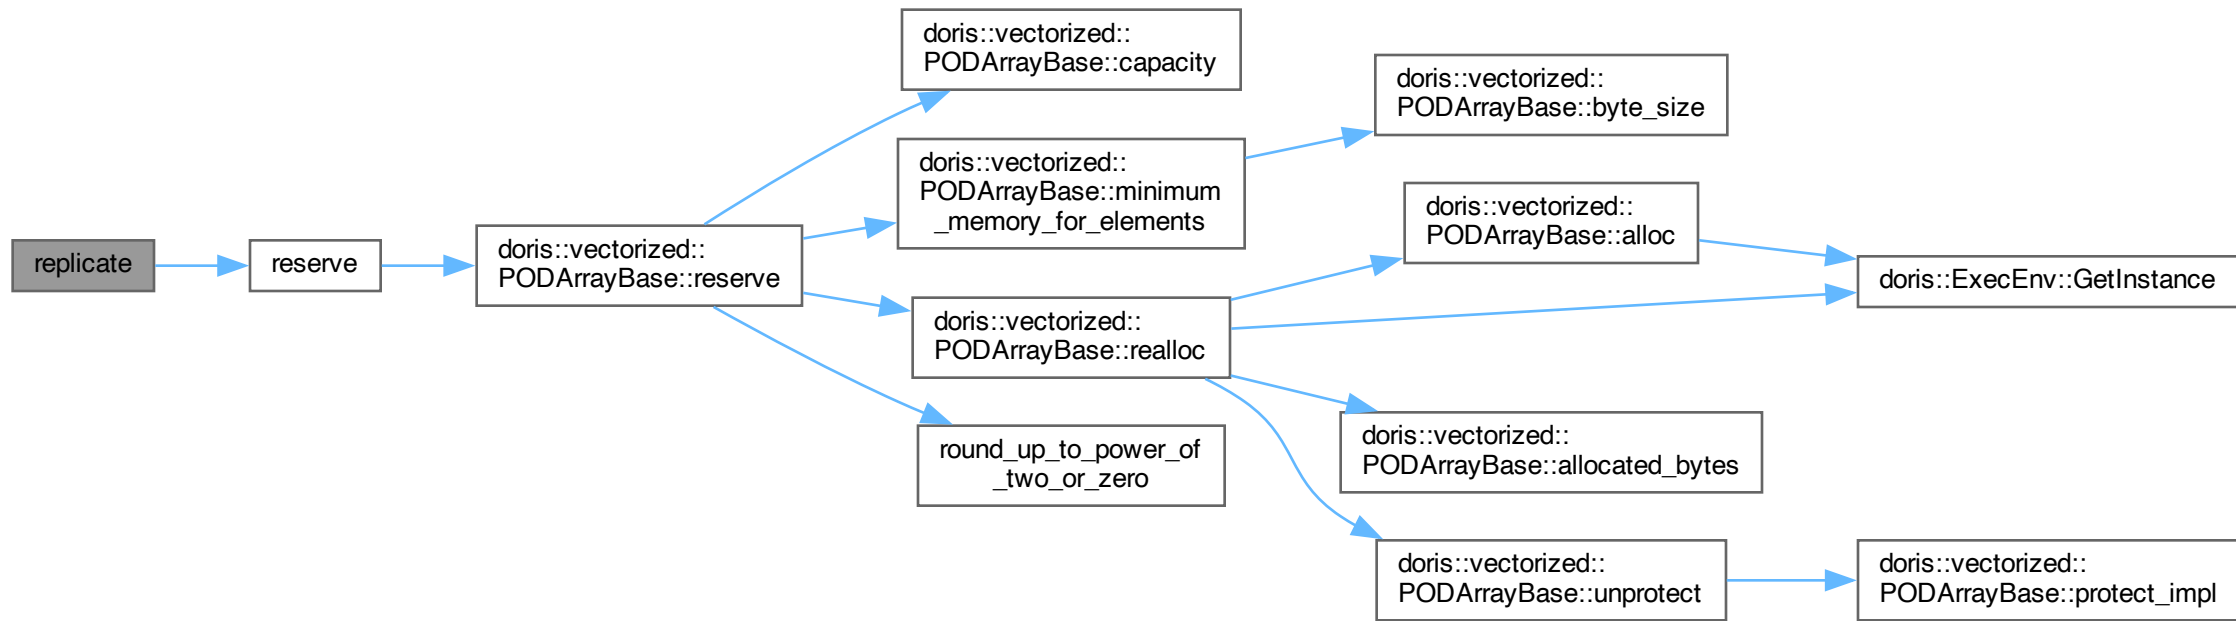 replicate
reserve
doris::vectorized::
PODArrayBase::reserve
doris::vectorized::
PODArrayBase::capacity
doris::vectorized::
PODArrayBase::minimum
_memory_for_elements
doris::vectorized::
PODArrayBase::realloc
round_up_to_power_of
_two_or_zero
doris::vectorized::
PODArrayBase::byte_size
doris::vectorized::
PODArrayBase::alloc
doris::vectorized::
PODArrayBase::allocated_bytes
doris::vectorized::
PODArrayBase::unprotect
doris::ExecEnv::GetInstance
doris::vectorized::
PODArrayBase::protect_impl